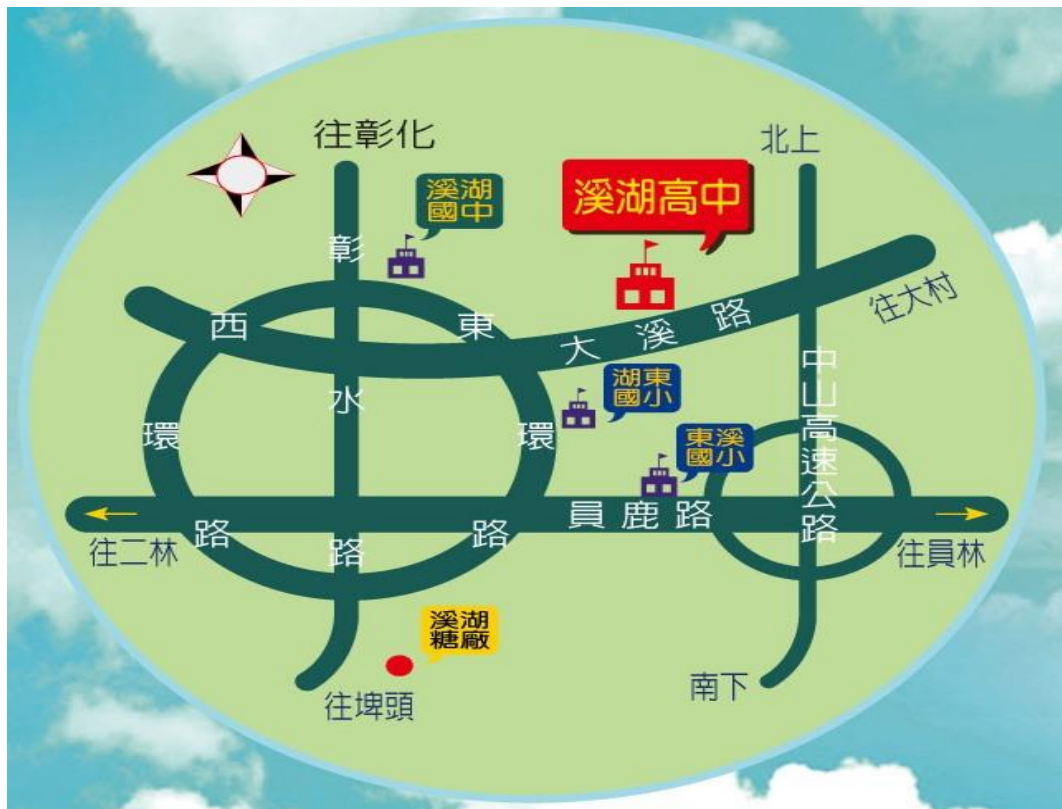 往彰化
北上
溪湖
國中
溪湖高中
往大村
彰水路
西環路
東環路
大溪路
湖東
國小
東溪
國小
中山高速公路
員鹿路
往二林
往員林
溪湖
糖廠
往埤頭
南下